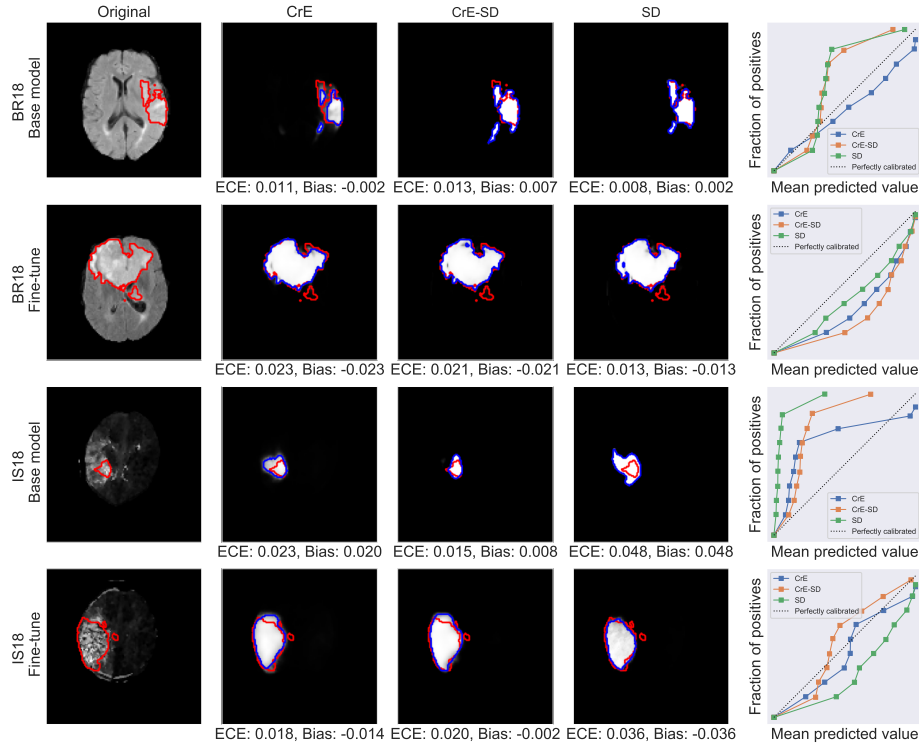 Original
CrE
CrE-SD
SD
BR18
Base model
ECE: 0.011, Bias: -0.002
ECE: 0.013, Bias: 0.007
ECE: 0.008, Bias: 0.002
Fraction of positives
CrE
CrE-SD
SD
Perfectly calibrated
Mean predicted value
BR18
Fine-tune
ECE: 0.023, Bias: -0.023
ECE: 0.021, Bias: -0.021
ECE: 0.013, Bias: -0.013
Fraction of positives
CrE
CrE-SD
SD
Perfectly calibrated
Mean predicted value
IS18
Base model
ECE: 0.023, Bias: 0.020
ECE: 0.015, Bias: 0.008
ECE: 0.048, Bias: 0.048
Fraction of positives
CrE
CrE-SD
SD
Perfectly calibrated
Mean predicted value
IS18
Fine-tune
ECE: 0.018, Bias: -0.014
ECE: 0.020, Bias: -0.002
ECE: 0.036, Bias: -0.036
Fraction of positives
CrE
CrE-SD
SD
Perfectly calibrated
Mean predicted value